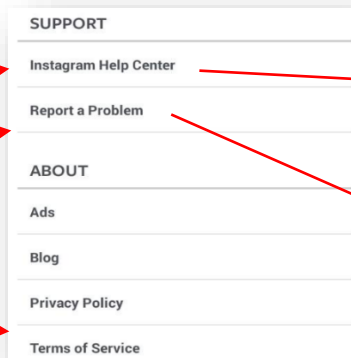 SUPPORT
Instagram Help Center
Report a Problem
ABOUT
Ads
Blog
Privacy Policy
Terms of Service